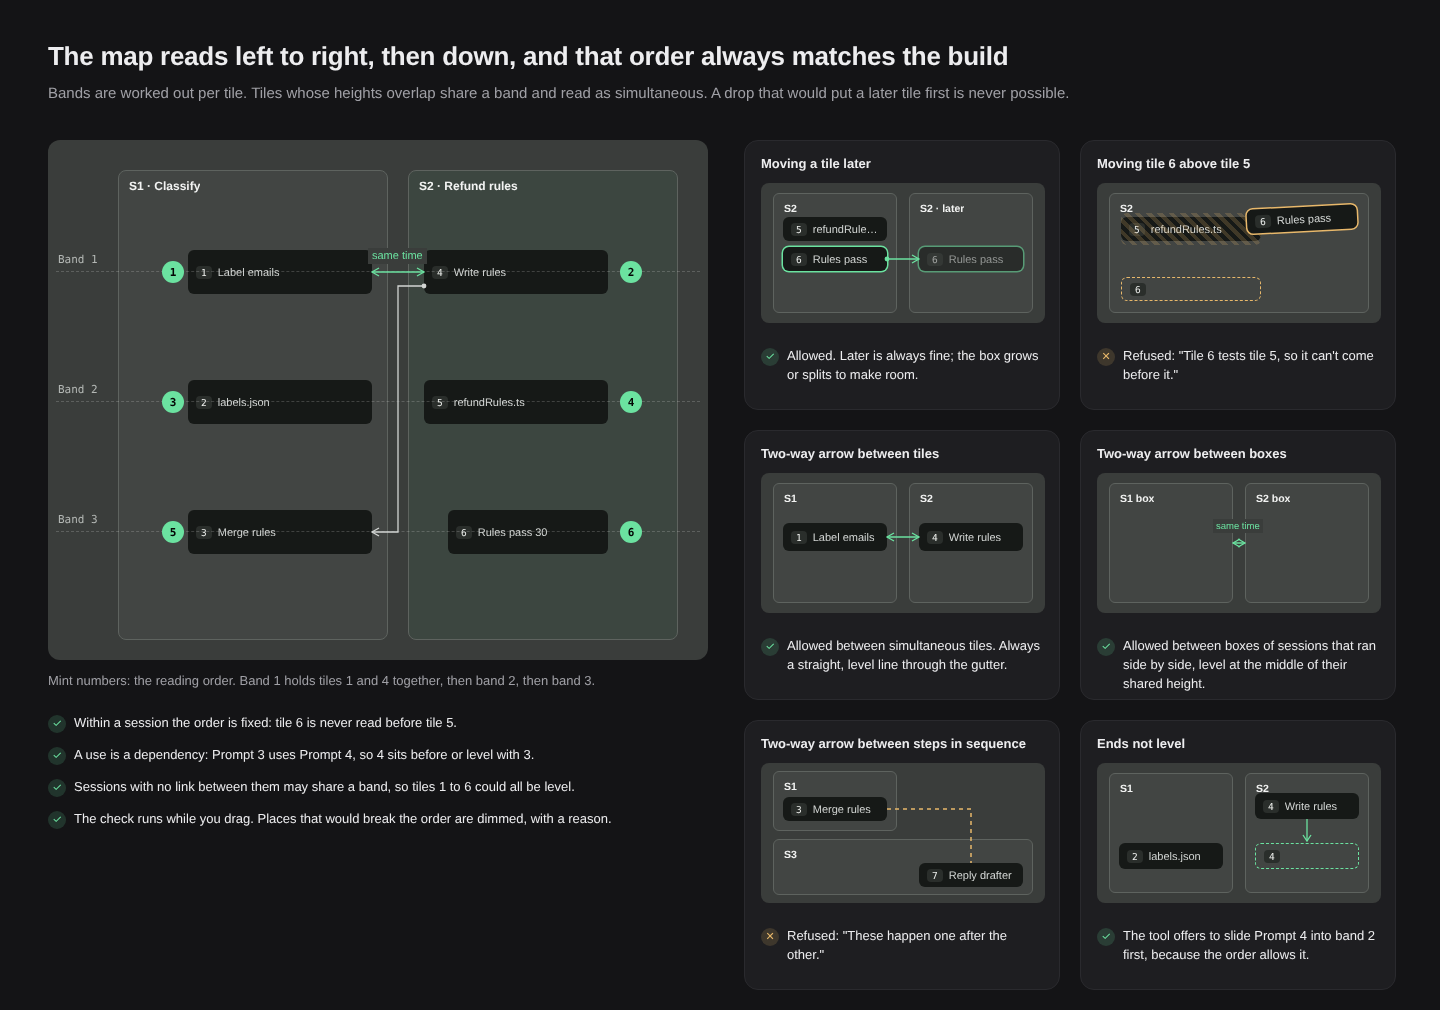 The map reads left to right, then down, and that order always matches the build
Bands are worked out per tile. Tiles whose heights overlap share a band and read as simultaneous. A drop that would put a later tile first is never possible.
S1 · Classify
S2 · Refund rules
Band 1
1
1 Label emails
same time
4 Write rules
2
Band 2
3
2 labels.json
5 refundRules.ts
4
Band 3
5
3 Merge rules
6 Rules pass 30
6
Mint numbers: the reading order. Band 1 holds tiles 1 and 4 together, then band 2, then band 3.
Within a session the order is fixed: tile 6 is never read before tile 5.
A use is a dependency: Prompt 3 uses Prompt 4, so 4 sits before or level with 3.
Sessions with no link between them may share a band, so tiles 1 to 6 could all be level.
The check runs while you drag. Places that would break the order are dimmed, with a reason.
Moving a tile later
S2
S2 · later
5 refundRule…
6 Rules pass
6 Rules pass
Allowed. Later is always fine; the box grows
or splits to make room.
Moving tile 6 above tile 5
S2
5 refundRules.ts
6 Rules pass
6
Refused: "Tile 6 tests tile 5, so it can't come
before it."
Two-way arrow between tiles
S1
S2
1 Label emails
4 Write rules
Allowed between simultaneous tiles. Always
a straight, level line through the gutter.
Two-way arrow between boxes
S1 box
S2 box
same time
Allowed between boxes of sessions that ran
side by side, level at the middle of their
shared height.
Two-way arrow between steps in sequence
S1
3 Merge rules
S3
7 Reply drafter
Refused: "These happen one after the
other."
Ends not level
S1
S2
4 Write rules
2 labels.json
4
The tool offers to slide Prompt 4 into band 2
first, because the order allows it.